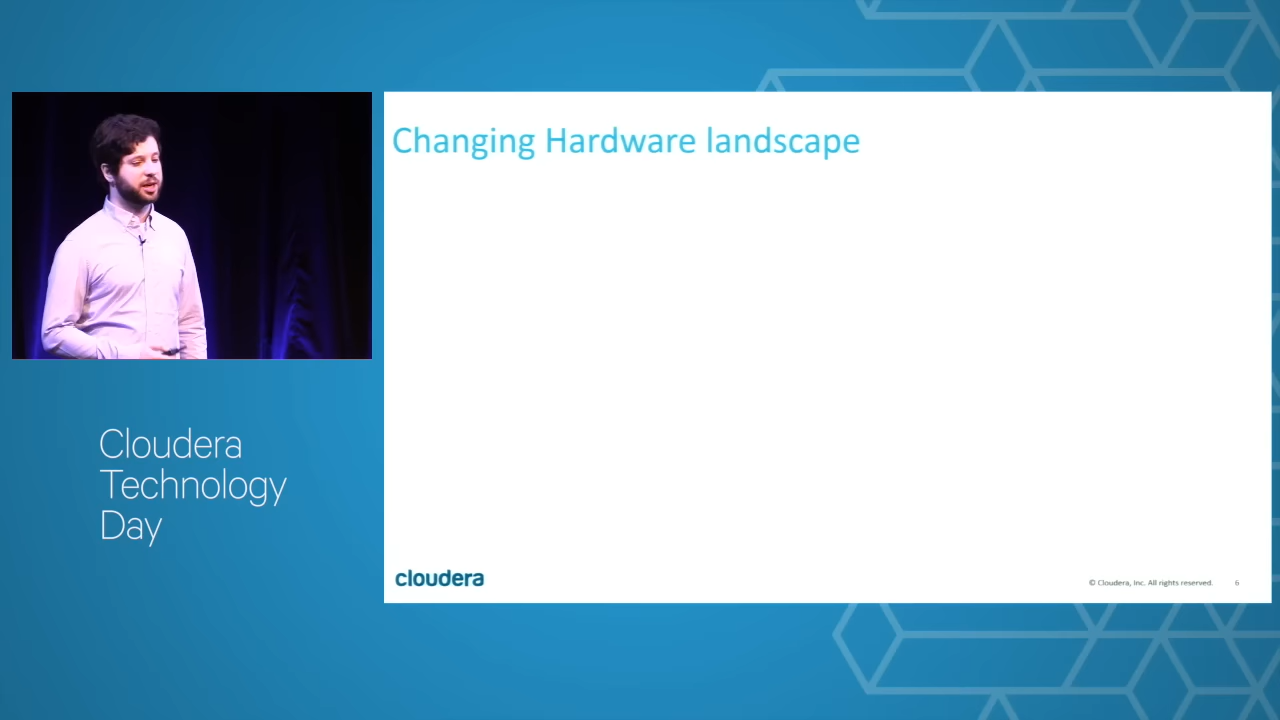 Changing Hardware landscape
Cloudera
Technology
Day
cloudera
© Cloudera, Inc. All rights reserved.
6